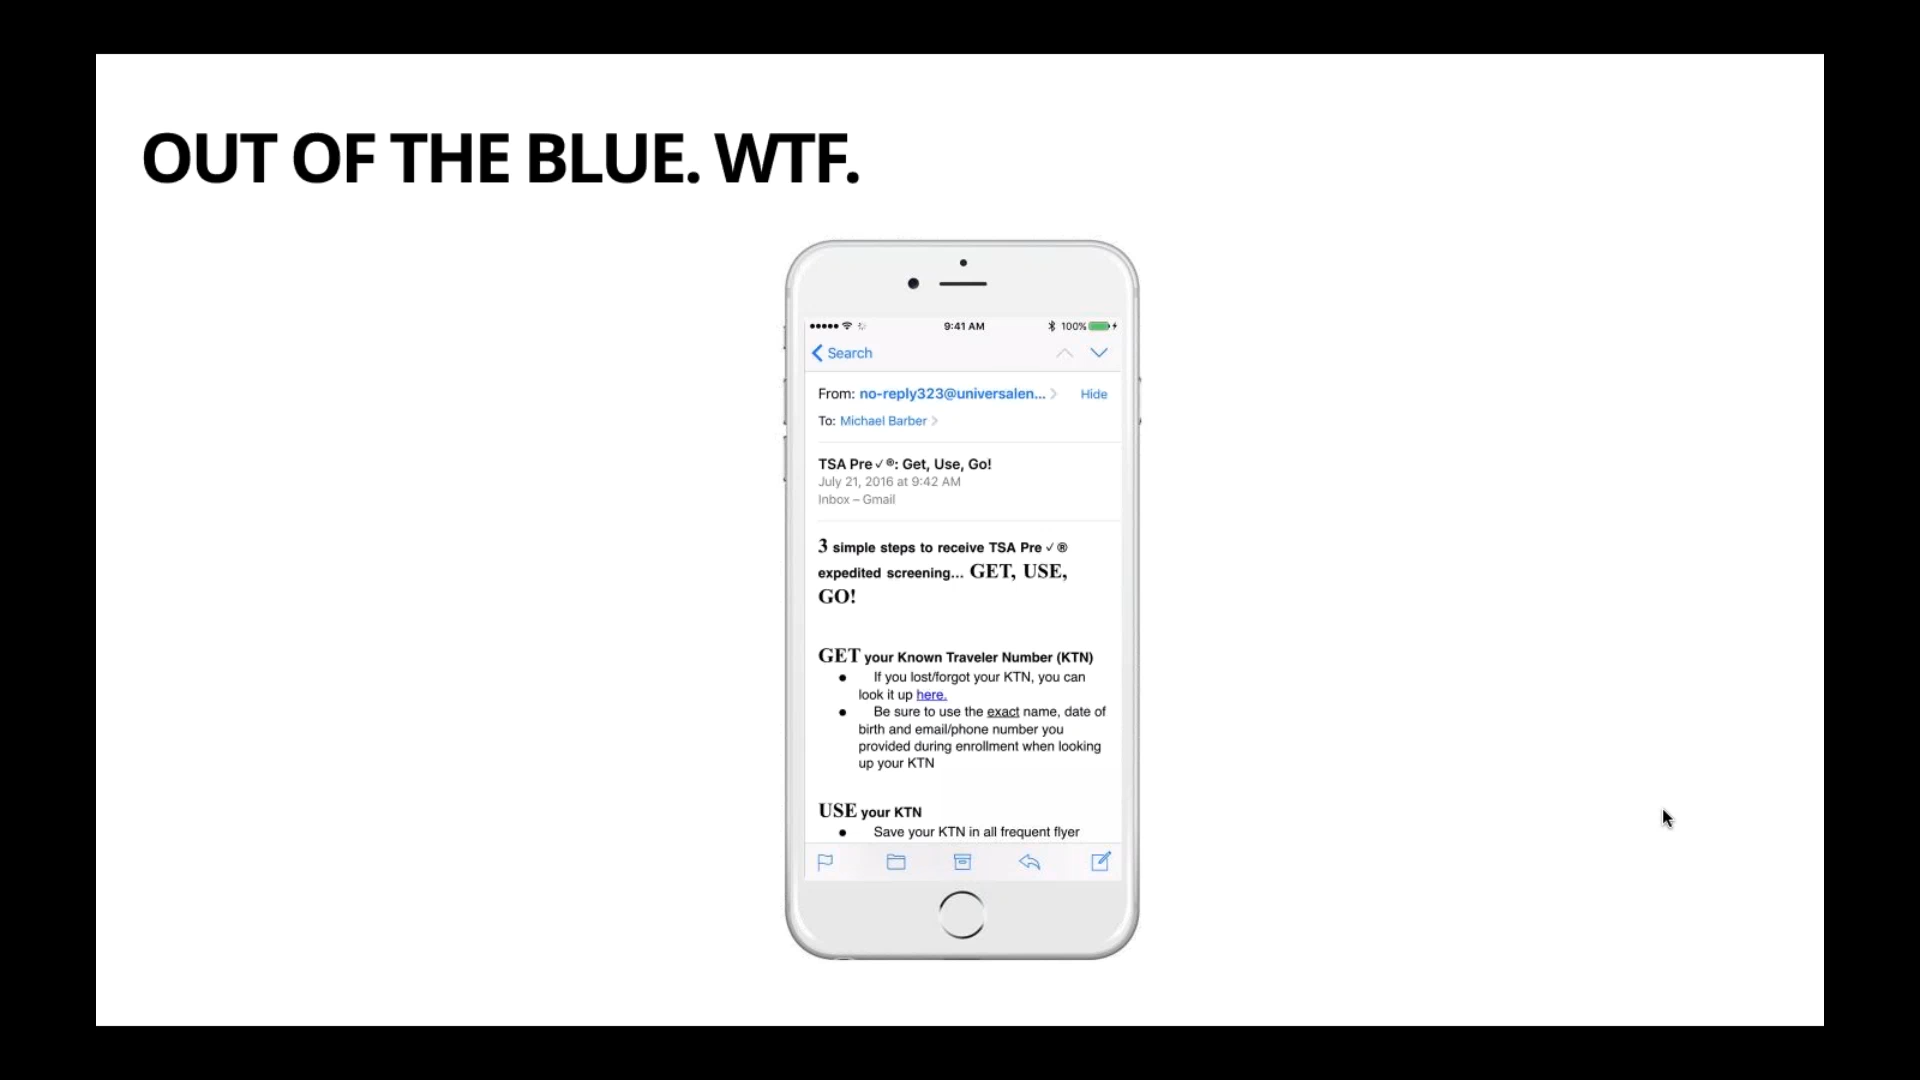 OUT OF THE BLUE. WTF.
9:41 AM
100%
Search
From: no-reply323@universalen...
Hide
To: Michael Barber
TSA Pre✓®: Get, Use, Go!
July 21, 2016 at 9:42 AM
Inbox – Gmail
3 simple steps to receive TSA Pre✓®
expedited screening... GET, USE,
GO!
GET your Known Traveler Number (KTN)
● If you lost/forgot your KTN, you can
look it up here.
● Be sure to use the exact name, date of
birth and email/phone number you
provided during enrollment when looking
up your KTN
USE your KTN
● Save your KTN in all frequent flyer